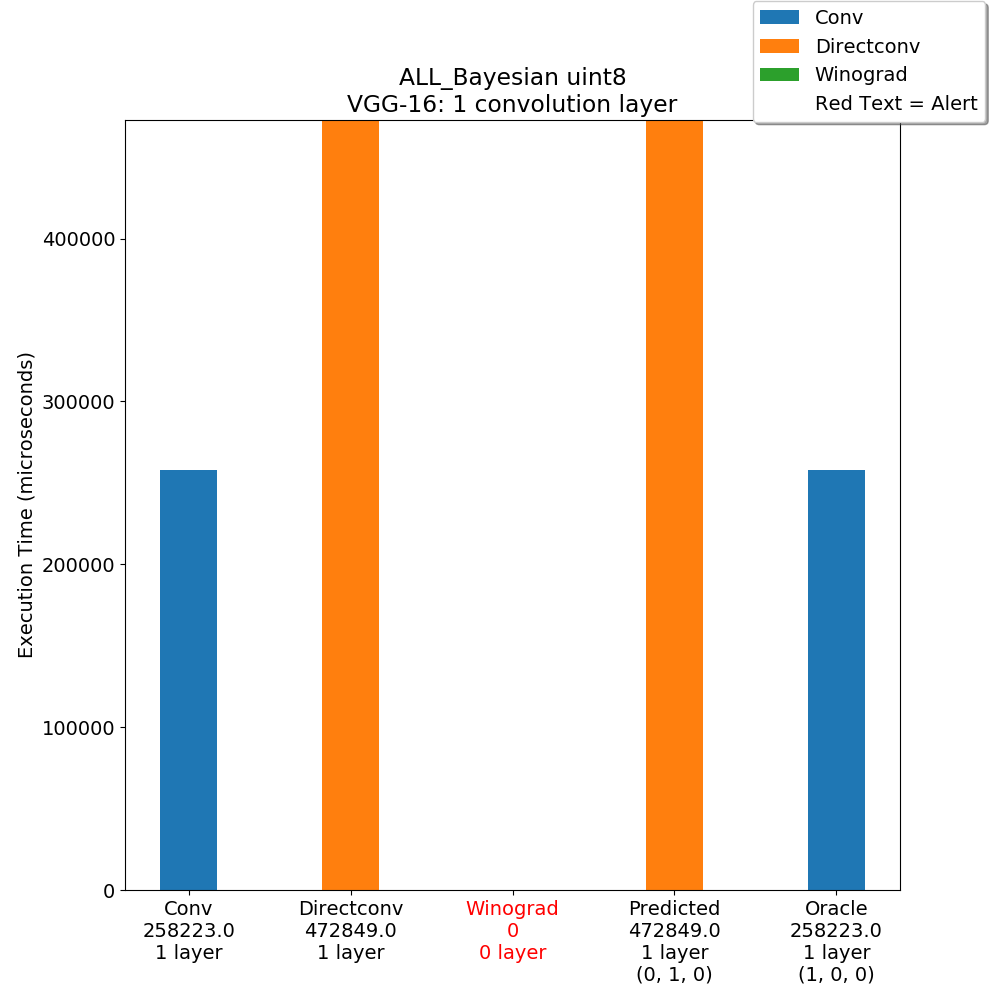 Conv
Directconv
Winograd
Red Text = Alert
ALL_Bayesian uint8
VGG-16: 1 convolution layer
Execution Time (microseconds)
400000
300000
200000
100000
0
Conv
258223.0
1 layer
Directconv
472849.0
1 layer
Winograd
0
0 layer
Predicted
472849.0
1 layer
(0, 1, 0)
Oracle
258223.0
1 layer
(1, 0, 0)